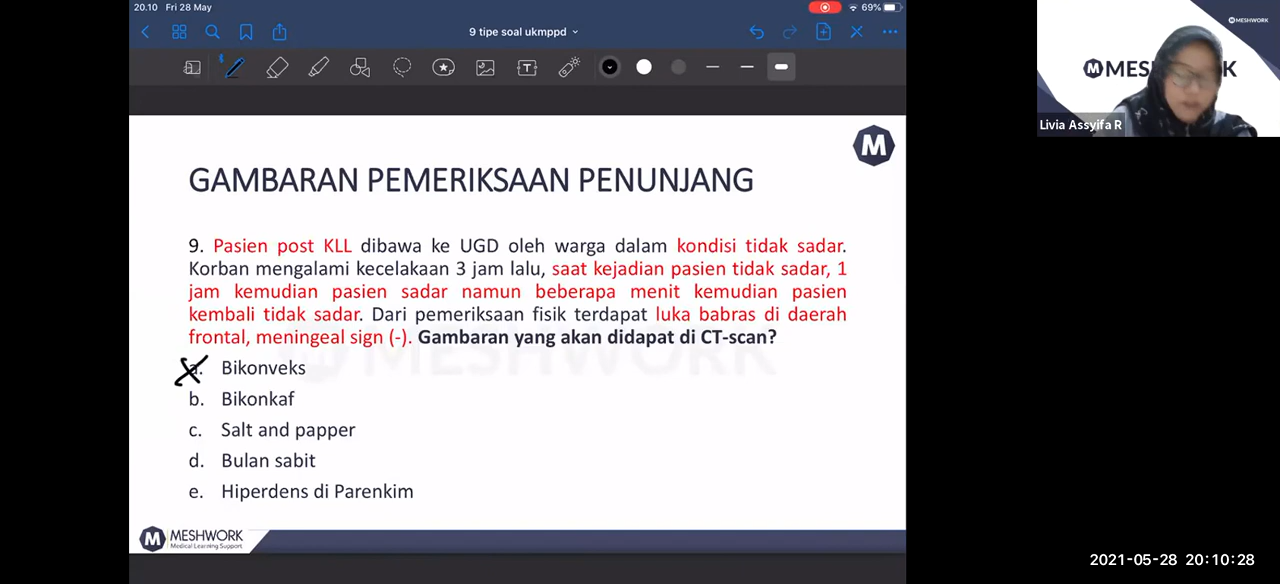 20.10 Fri 28 May
69%
9 tipe soal ukmppd
T
MESHWORK
Livia Assyifa R
M
GAMBARAN PEMERIKSAAN PENUNJANG
9. Pasien post KLL dibawa ke UGD oleh warga dalam kondisi tidak sadar.
Korban mengalami kecelakaan 3 jam lalu, saat kejadian pasien tidak sadar, 1
jam kemudian pasien sadar namun beberapa menit kemudian pasien
kembali tidak sadar. Dari pemeriksaan fisik terdapat luka babras di daerah
frontal, meningeal sign (-). Gambaran yang akan didapat di CT-scan?
a. Bikonveks
b. Bikonkaf
c. Salt and papper
d. Bulan sabit
e. Hiperdens di Parenkim
MESHWORK
M MESHWORK
Medical Learning Support
2021-05-28 20:10:28